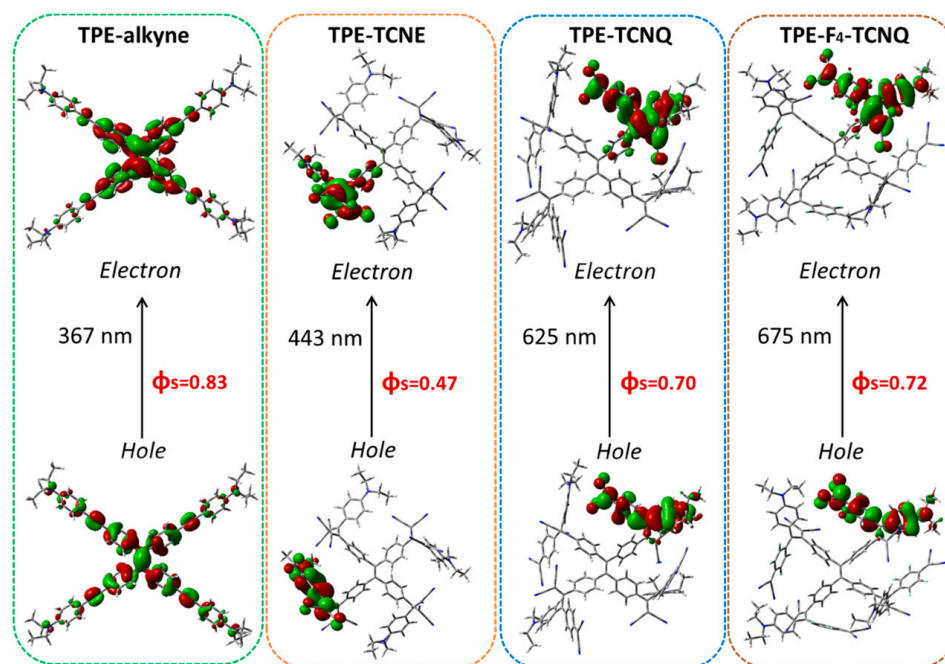 TPE-alkyne
Electron
367 nm
ϕs=0.83
Hole
TPE-TCNE
Electron
443 nm
ϕs=0.47
Hole
TPE-TCNQ
Electron
625 nm
ϕs=0.70
Hole
TPE-F₄-TCNQ
Electron
675 nm
ϕs=0.72
Hole